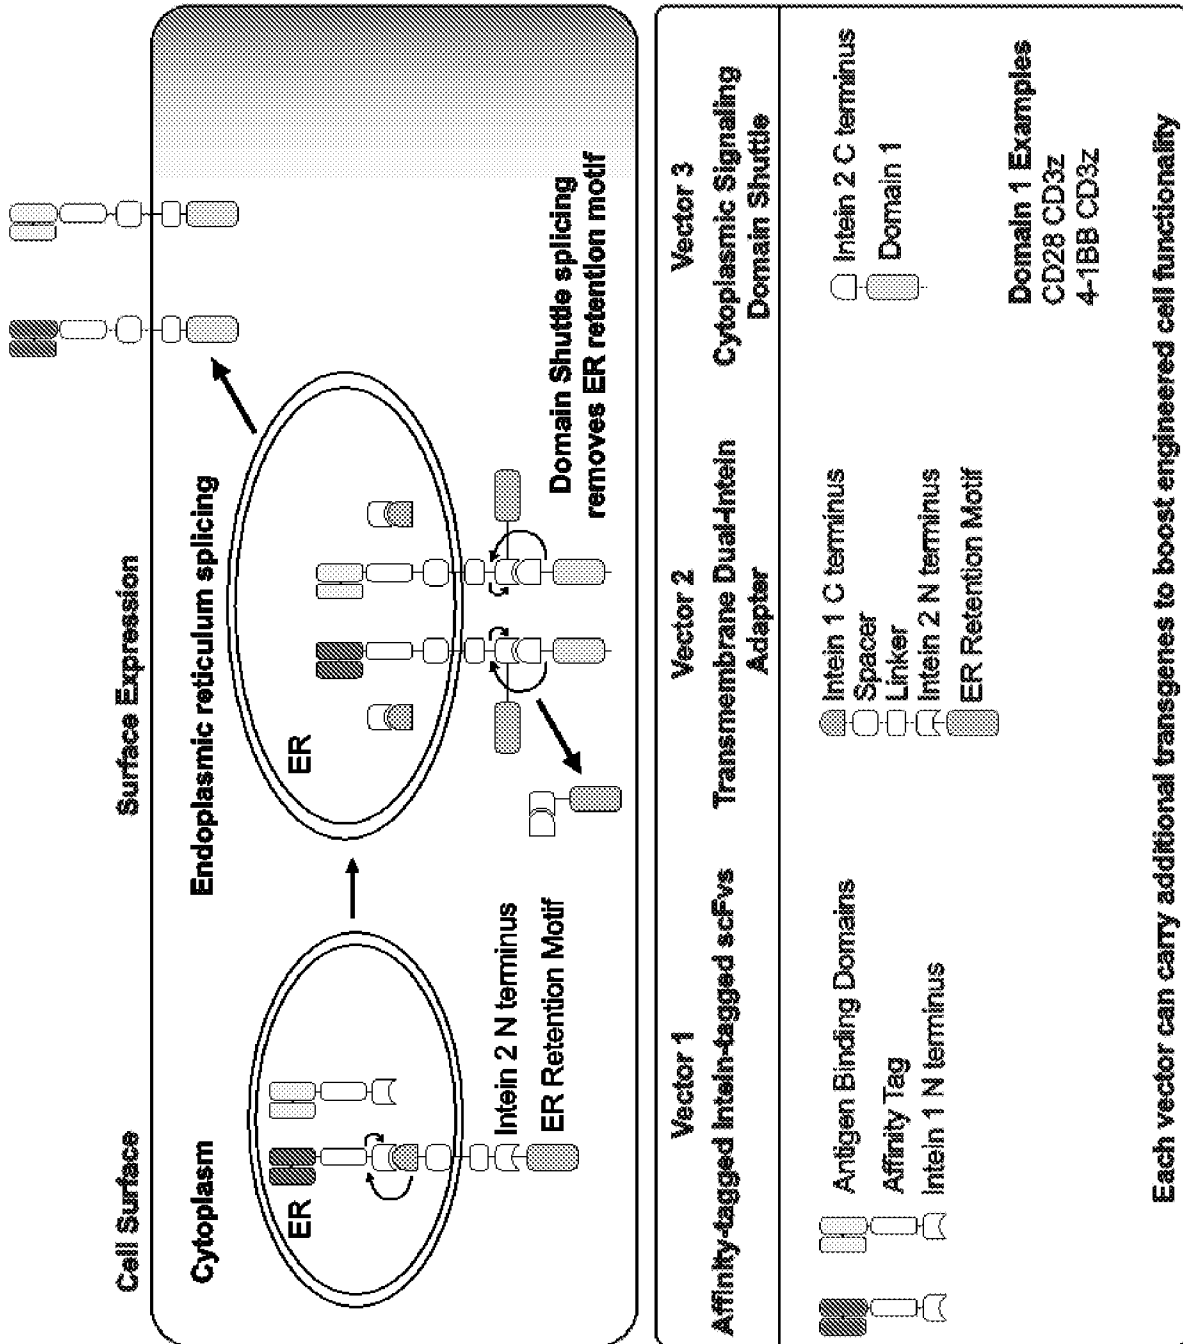 Cell Surface
Surface Expression
Cytoplasm
Endoplasmic reticulum splicing
ER
ER
Intein 2 N terminus
ER Retention Motif
Domain Shuttle splicing
removes ER retention motif
Vector 1
Affinity-tagged Intein-tagged scFvs
Antigen Binding Domains
Affinity Tag
Intein 1 N terminus
Vector 2
Transmembrane Dual-Intein
Adapter
Intein 1 C terminus
Spacer
Linker
Intein 2 N terminus
ER Retention Motif
Vector 3
Cytoplasmic Signaling
Domain Shuttle
Intein 2 C terminus
Domain 1
Domain 1 Examples
CD28 CD3z
4-1BB CD3z
Each vector can carry additional transgenes to boost engineered cell functionality